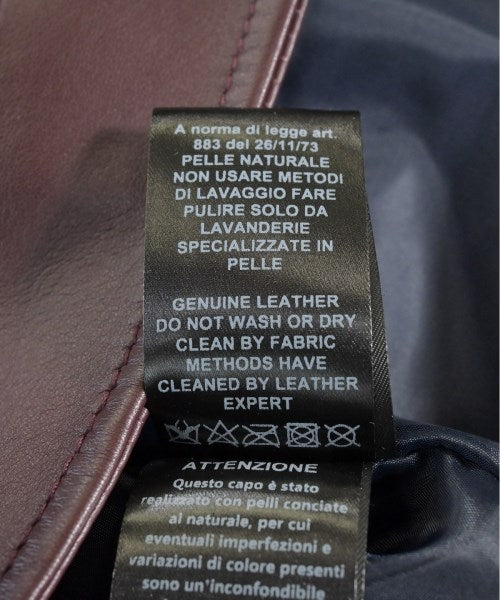 A norma di legge art.
883 del 26/11/73
PELLE NATURALE
NON USARE METODI
DI LAVAGGIO FARE
PULIRE SOLO DA
LAVANDERIE
SPECIALIZZATE IN
PELLE
GENUINE LEATHER
DO NOT WASH OR DRY
CLEAN BY FABRIC
METHODS HAVE
CLEANED BY LEATHER
EXPERT
ATTENZIONE
Questo capo è stato
realizzato con pelli conciate
al naturale, per cui
eventuali imperfezioni e
variazioni di colore presenti
sono un'inconfondibile